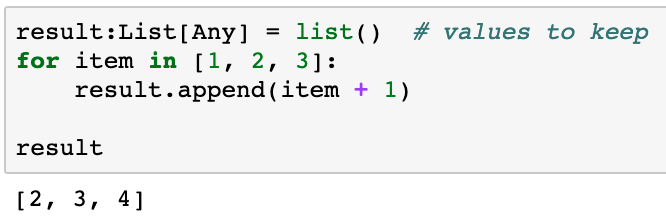 result:List[Any] = list()  # values to keep
for item in [1, 2, 3]:
    result.append(item + 1)

result
[2, 3, 4]